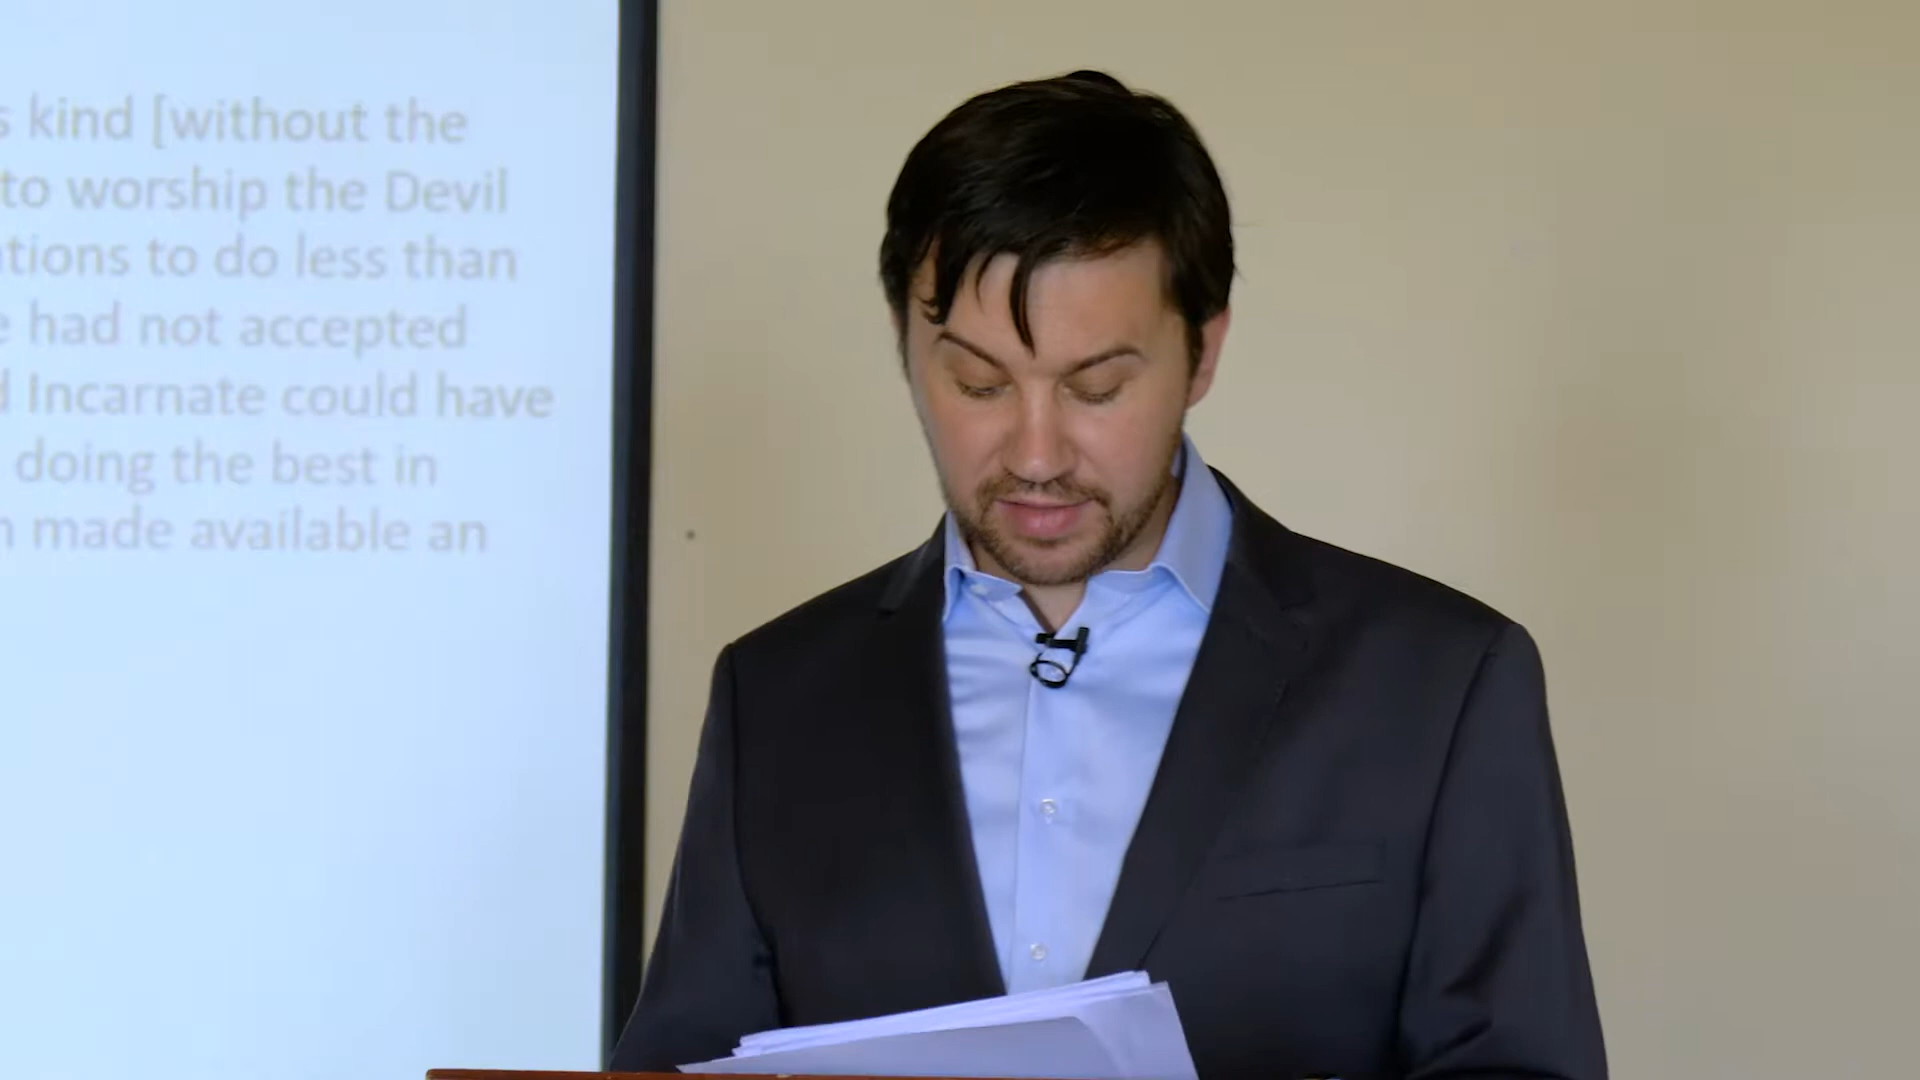 kind [without the
to worship the Devil
to do less than
had not accepted
Incarnate could have
doing the best in
made available an